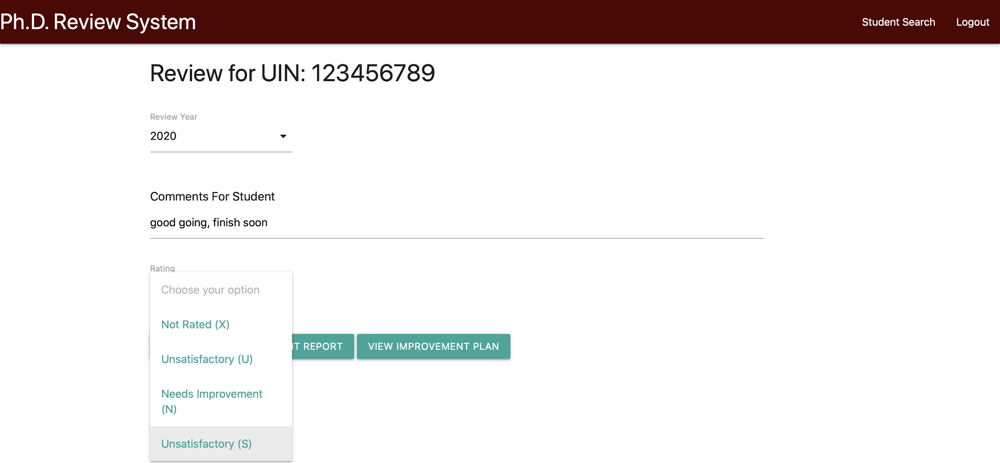 Ph.D. Review System
Student Search
Logout
Review for UIN: 123456789
Review Year
2020
Comments For Student
good going, finish soon
Rating
Choose your option
Not Rated (X)
Unsatisfactory (U)
REPORT
VIEW IMPROVEMENT PLAN
Needs Improvement
(N)
Unsatisfactory (S)